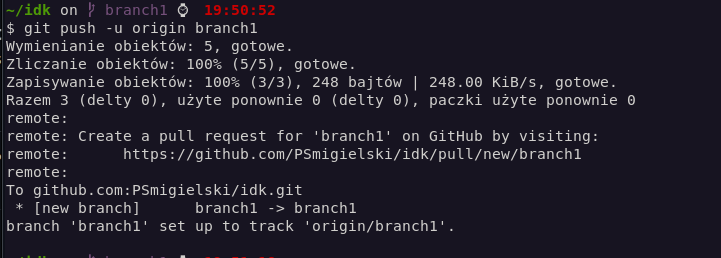 ~/idk on branch1 19:50:52
$ git push -u origin branch1
Wymienianie obiektów: 5, gotowe.
Zliczanie obiektów: 100% (5/5), gotowe.
Zapisywanie obiektów: 100% (3/3), 248 bajtów | 248.00 KiB/s, gotowe.
Razem 3 (delty 0), użyte ponownie 0 (delty 0), paczki użyte ponownie 0
remote:
remote: Create a pull request for 'branch1' on GitHub by visiting:
remote:      https://github.com/PSmigielski/idk/pull/new/branch1
remote:
To github.com:PSmigielski/idk.git
 * [new branch]      branch1 -> branch1
branch 'branch1' set up to track 'origin/branch1'.